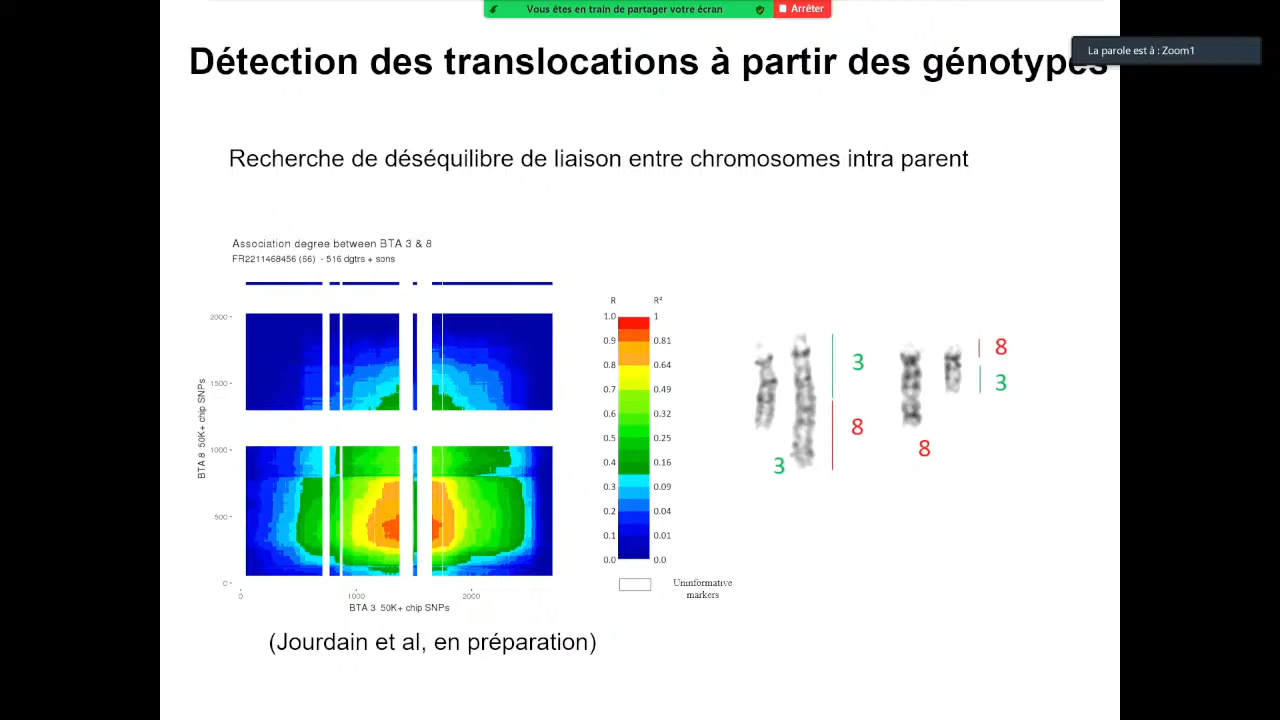 Vous êtes en train de partager votre écran
Arrêter
La parole est à : Zoom1
Détection des translocations à partir des génotypes
Recherche de déséquilibre de liaison entre chromosomes intra parent
Association degree between BTA 3 & 8
FR2211468456 (66) - 516 dgtrs + sons
2000
1500
1000
500
0
BTA 8 50K+ chip SNPs
0
1000
2000
BTA 3 50K+ chip SNPs
R R²
1.0 1
0.9 0.81
0.8 0.64
0.7 0.49
0.6 0.32
0.5 0.25
0.4 0.16
0.3 0.09
0.2 0.04
0.1 0.01
0.0 0.0
Uninformative
markers
3
8
3
8
3
8
(Jourdain et al, en préparation)